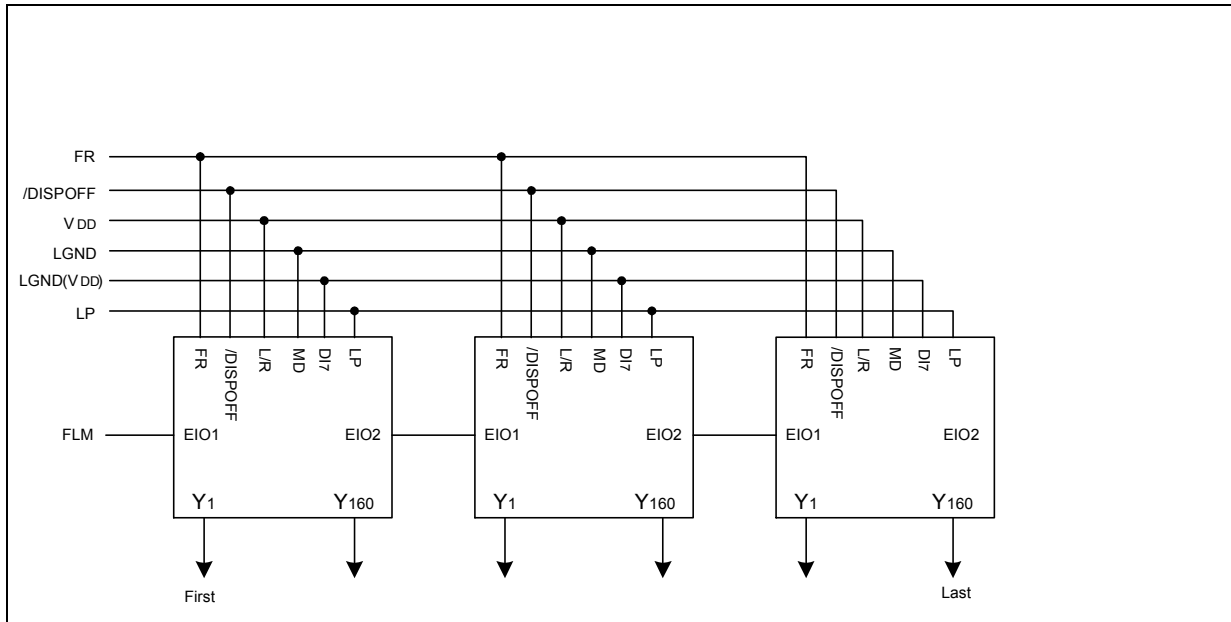 FR
/DISPOFF
VDD
LGND
LGND(VDD)
LP
FR /DISPOFF L/R MD DI7 LP
FR /DISPOFF L/R MD DI7 LP
FR /DISPOFF L/R MD DI7 LP
FLM EIO1 EIO2 EIO1 EIO2 EIO1 EIO2
Y1 Y160 Y1 Y160 Y1 Y160
First Last